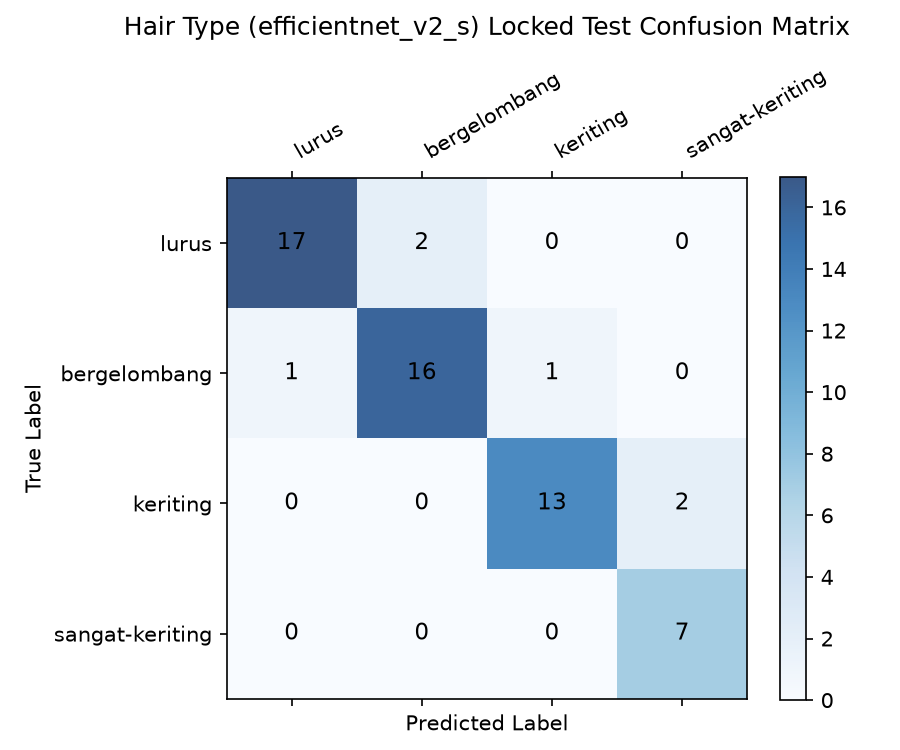 Hair Type (efficientnet_v2_s) Locked Test Confusion Matrix
lurus
bergelombang
keriting
sangat-keriting
lurus 17 2 0 0
bergelombang 1 16 1 0
keriting 0 0 13 2
sangat-keriting 0 0 0 7
True Label
Predicted Label
16
14
12
10
8
6
4
2
0